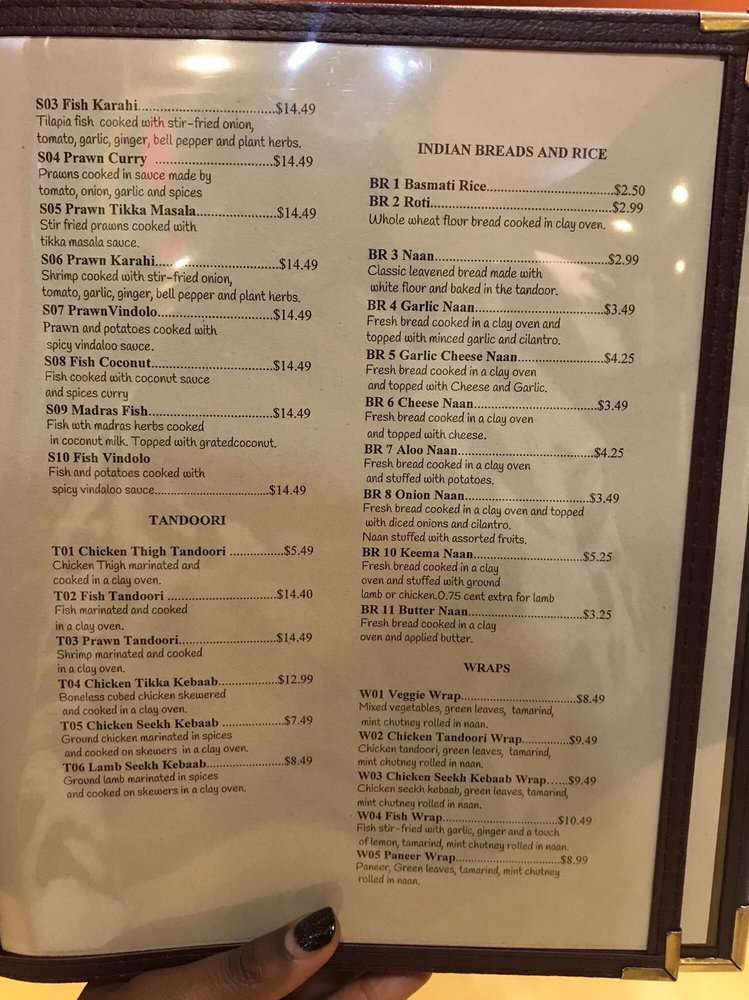 S03 Fish Karahi..............................$14.49
Tilapia fish cooked with stir-fried onion,
tomato, garlic, ginger, bell pepper and plant herbs.
S04 Prawn Curry ..........................$14.49
Prawns cooked in sauce made by
tomato, onion, garlic and spices
S05 Prawn Tikka Masala..................$14.49
Stir fried prawns cooked with
tikka masala sauce.
S06 Prawn Karahi...........................$14.49
Shrimp cooked with stir-fried onion,
tomato, garlic, ginger, bell pepper and plant herbs.
S07 PrawnVindolo..........................$14.49
Prawn and potatoes cooked with
spicy vindaloo sauce.
S08 Fish Coconut...........................$14.49
Fish cooked with coconut sauce
and spices curry
S09 Madras Fish............................$14.49
Fish wth madras herbs cooked
in coconut milk. Topped with gratedcoconut.
S10 Fish Vindolo
Fish and potatoes cooked with
spicy vindaloo sauce.........................$14.49
TANDOORI
T01 Chicken Thigh Tandoori ............$5.49
Chicken Thigh marinated and
cooked in a clay oven.
T02 Fish Tandoori ........................$14.40
Fish marinated and cooked
in a clay oven.
T03 Prawn Tandoori......................$14.49
Shrimp marinated and cooked
in a clay oven.
T04 Chicken Tikka Kebaab.............$12.99
Boneless cubed chicken skewered
and cooked in a clay oven.
T05 Chicken Seekh Kebaab ...............$7.49
Ground chicken marinated in spices
and cooked on skewers in a clay oven.
T06 Lamb Seekh Kebaab..................$8.49
Ground lamb marinated in spices
and cooked on skewers in a clay oven.
INDIAN BREADS AND RICE
BR 1 Basmati Rice............................$2.50
BR 2 Roti........................................$2.99
Whole wheat flour bread cooked in clay oven.
BR 3 Naan......................................$2.99
Classic leavened bread made with
white flour and baked in the tandoor.
BR 4 Garlic Naan............................$3.49
Fresh bread cooked in a clay oven and
topped with minced garlic and cilantro.
BR 5 Garlic Cheese Naan...................$4.25
Fresh bread cooked in a clay oven
and topped with Cheese and Garlic.
BR 6 Cheese Naan...........................$3.49
Fresh bread cooked in a clay oven
and topped with cheese.
BR 7 Aloo Naan..............................$4.25
Fresh bread cooked in a clay oven
and stuffed with potatoes.
BR 8 Onion Naan............................$3.49
Fresh bread cooked in a clay oven and topped
with diced onions and cilantro.
Naan stuffed with assorted fruits.
BR 10 Keema Naan.........................$5.25
Fresh bread cooked in a clay
oven and stuffed with ground
lamb or chicken.0.75 cent extra for lamb
BR 11 Butter Naan..........................$3.25
Fresh bread cooked in a clay
oven and applied butter.
WRAPS
W01 Veggie Wrap..........................$8.49
Mixed vegetables, green leaves, tamarind,
mint chutney rolled in naan.
W02 Chicken Tandoori Wrap...........$9.49
Chicken tandoori, green leaves, tamarind,
mint chutney rolled in naan.
W03 Chicken Seekh Kebaab Wrap......$9.49
Chicken seekh kebaab, green leaves, tamarind,
mint chutney rolled in naan.
W04 Fish Wrap............................$10.49
Fish stir-fried with garlic, ginger and a touch
of lemon, tamarind, mint chutney rolled in naan.
W05 Paneer Wrap..........................$8.99
Paneer, Green leaves, tamarind, mint chutney
rolled in naan.